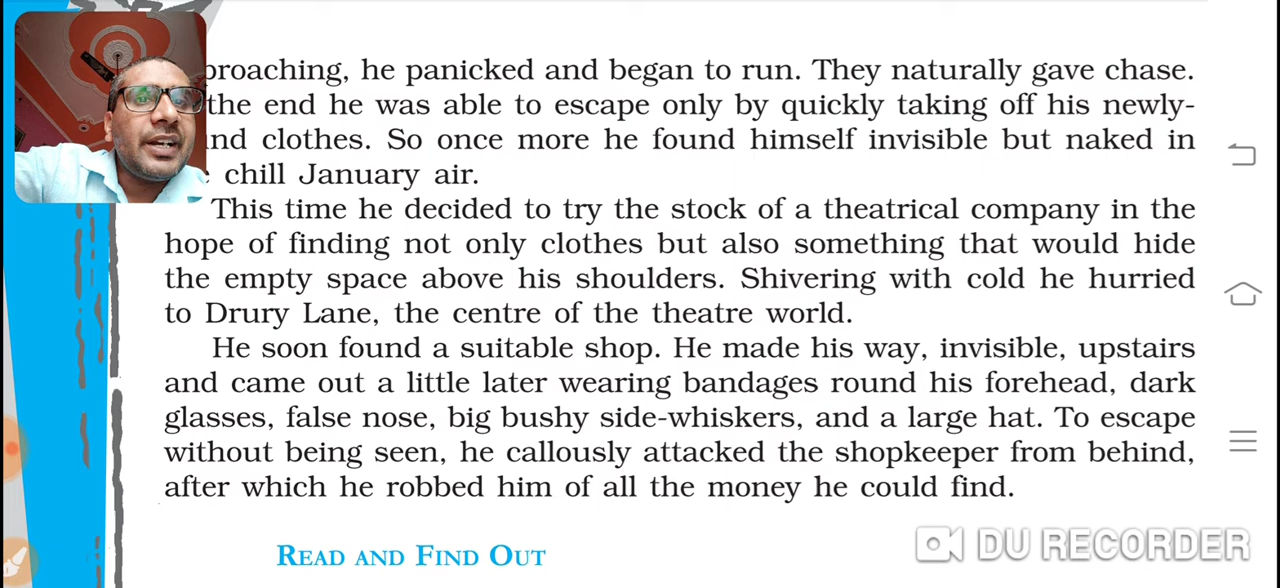 proaching, he panicked and began to run. They naturally gave chase.
the end he was able to escape only by quickly taking off his newly-
nd clothes. So once more he found himself invisible but naked in
chill January air.
This time he decided to try the stock of a theatrical company in the
hope of finding not only clothes but also something that would hide
the empty space above his shoulders. Shivering with cold he hurried
to Drury Lane, the centre of the theatre world.
He soon found a suitable shop. He made his way, invisible, upstairs
and came out a little later wearing bandages round his forehead, dark
glasses, false nose, big bushy side-whiskers, and a large hat. To escape
without being seen, he callously attacked the shopkeeper from behind,
after which he robbed him of all the money he could find.
READ AND FIND OUT
DU RECORDER